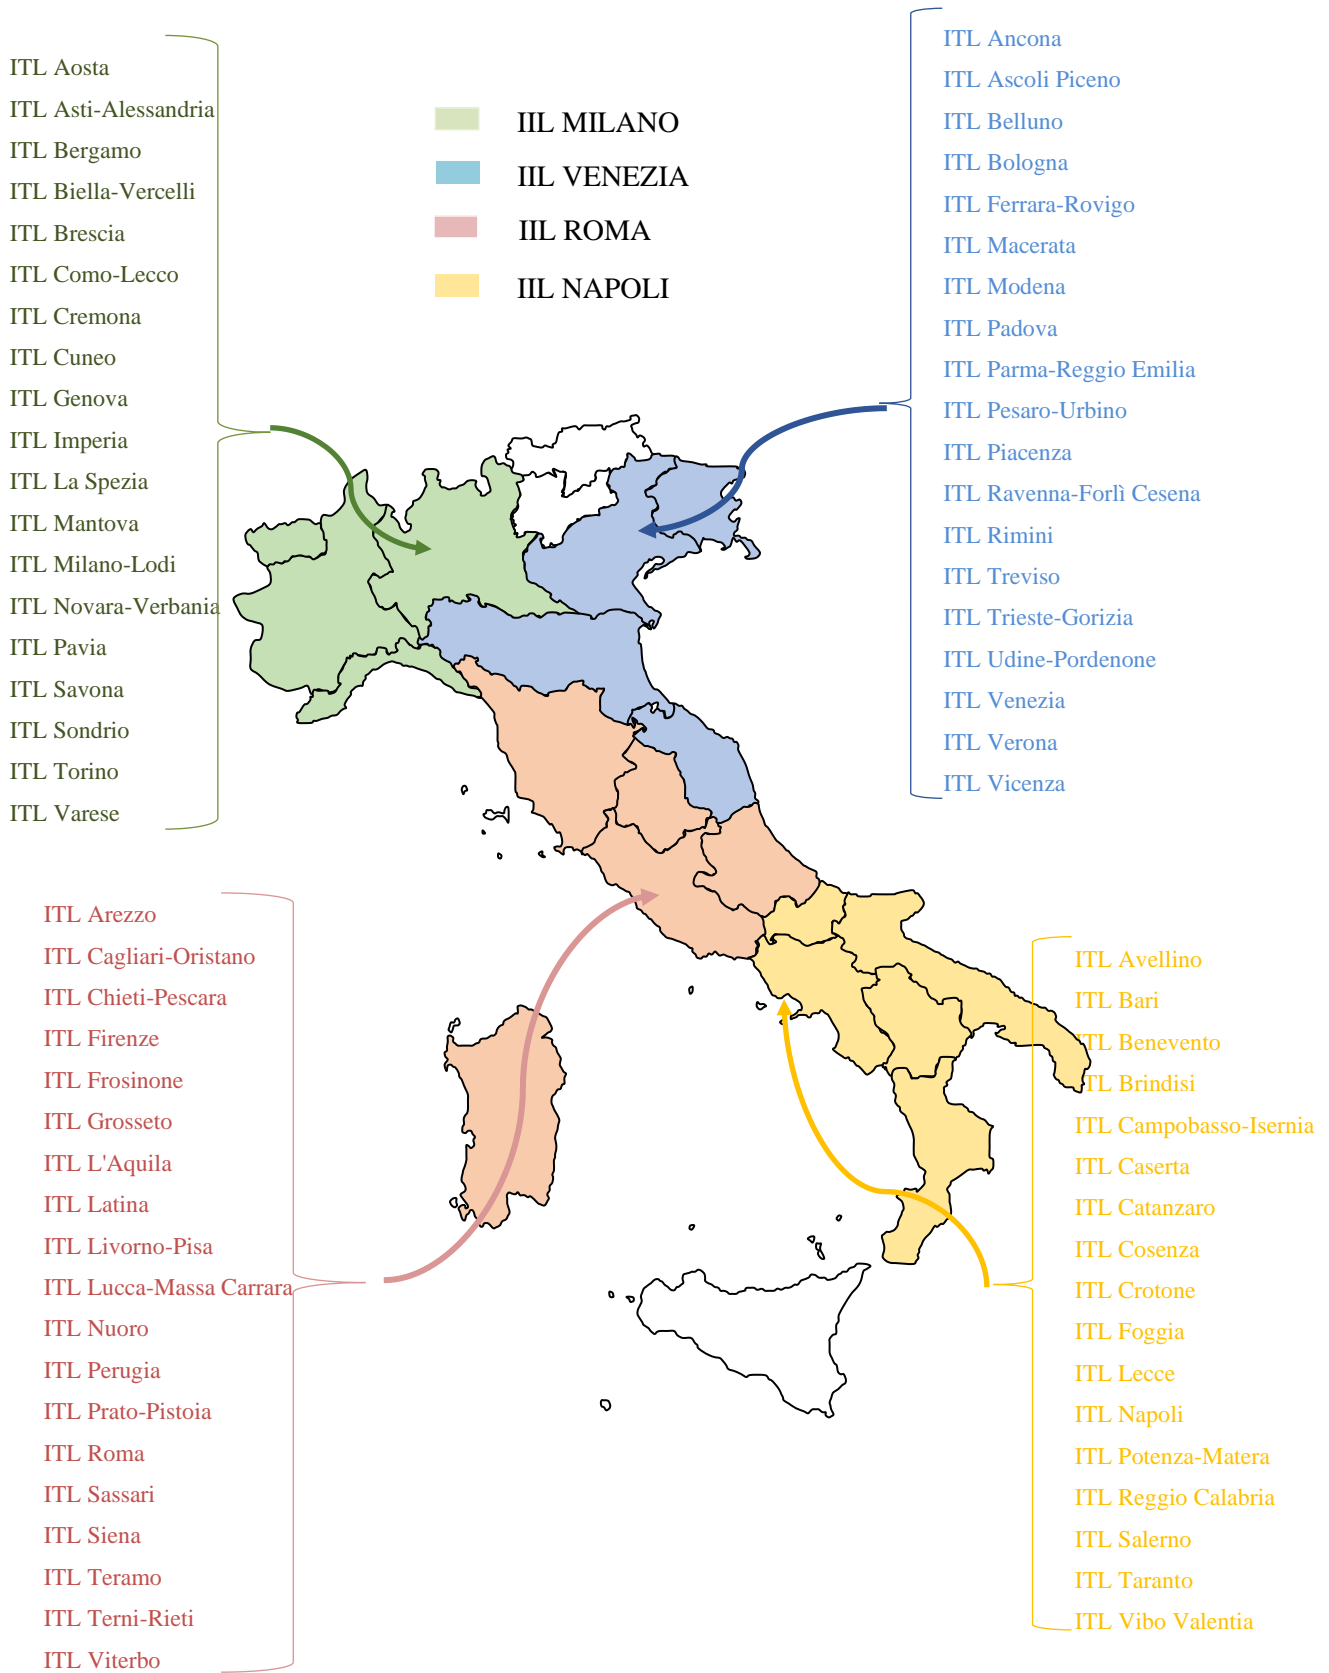 ITL Aosta
ITL Asti-Alessandria
ITL Bergamo
ITL Biella-Vercelli
ITL Brescia
ITL Como-Lecco
ITL Cremona
ITL Cuneo
ITL Genova
ITL Imperia
ITL La Spezia
ITL Mantova
ITL Milano-Lodi
ITL Novara-Verbania
ITL Pavia
ITL Savona
ITL Sondrio
ITL Torino
ITL Varese
IIL MILANO
IIL VENEZIA
IIL ROMA
IIL NAPOLI
ITL Ancona
ITL Ascoli Piceno
ITL Belluno
ITL Bologna
ITL Ferrara-Rovigo
ITL Macerata
ITL Modena
ITL Padova
ITL Parma-Reggio Emilia
ITL Pesaro-Urbino
ITL Piacenza
ITL Ravenna-Forlì Cesena
ITL Rimini
ITL Treviso
ITL Trieste-Gorizia
ITL Udine-Pordenone
ITL Venezia
ITL Verona
ITL Vicenza
ITL Arezzo
ITL Cagliari-Oristano
ITL Chieti-Pescara
ITL Firenze
ITL Frosinone
ITL Grosseto
ITL L'Aquila
ITL Latina
ITL Livorno-Pisa
ITL Lucca-Massa Carrara
ITL Nuoro
ITL Perugia
ITL Prato-Pistoia
ITL Roma
ITL Sassari
ITL Siena
ITL Teramo
ITL Terni-Rieti
ITL Viterbo
ITL Avellino
ITL Bari
ITL Benevento
ITL Brindisi
ITL Campobasso-Isernia
ITL Caserta
ITL Catanzaro
ITL Cosenza
ITL Crotone
ITL Foggia
ITL Lecce
ITL Napoli
ITL Potenza-Matera
ITL Reggio Calabria
ITL Salerno
ITL Taranto
ITL Vibo Valentia